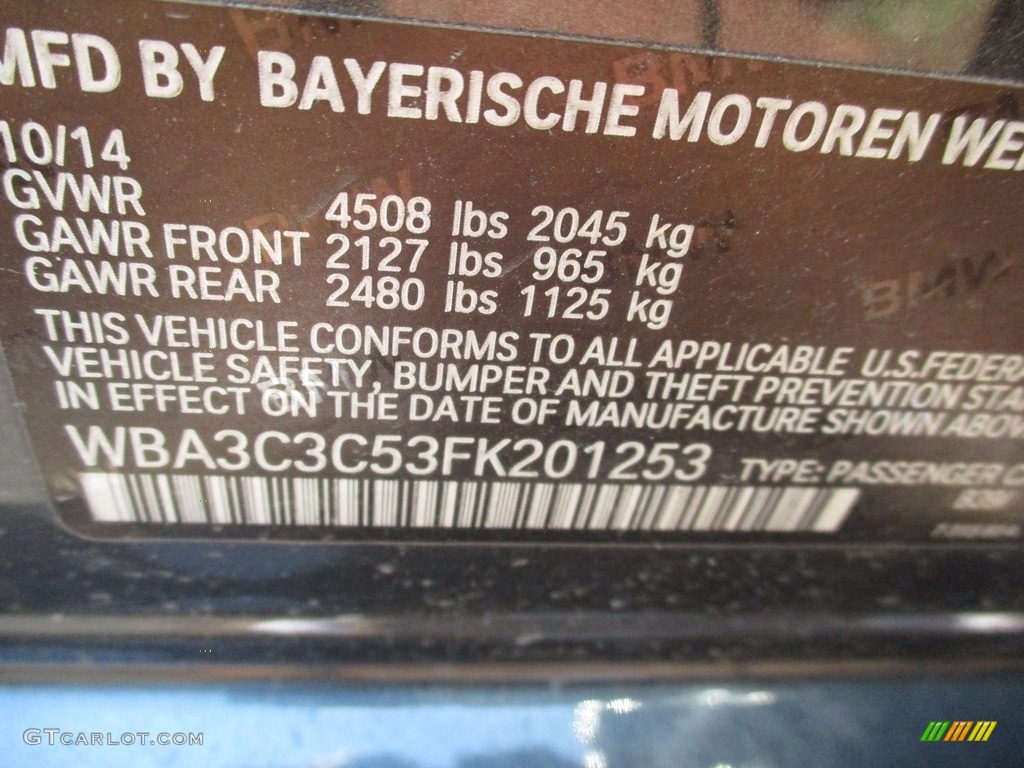 MFD BY BAYERISCHE MOTOREN WE
10/14
GVWR 4508 lbs 2045 kg
GAWR FRONT 2127 lbs 965 kg
GAWR REAR 2480 lbs 1125 kg
THIS VEHICLE CONFORMS TO ALL APPLICABLE U.S.FEDERA
VEHICLE SAFETY, BUMPER AND THEFT PREVENTION STA
IN EFFECT ON THE DATE OF MANUFACTURE SHOWN ABOV
WBA3C3C53FK201253 TYPE: PASSENGER C
GTCARLOT.COM